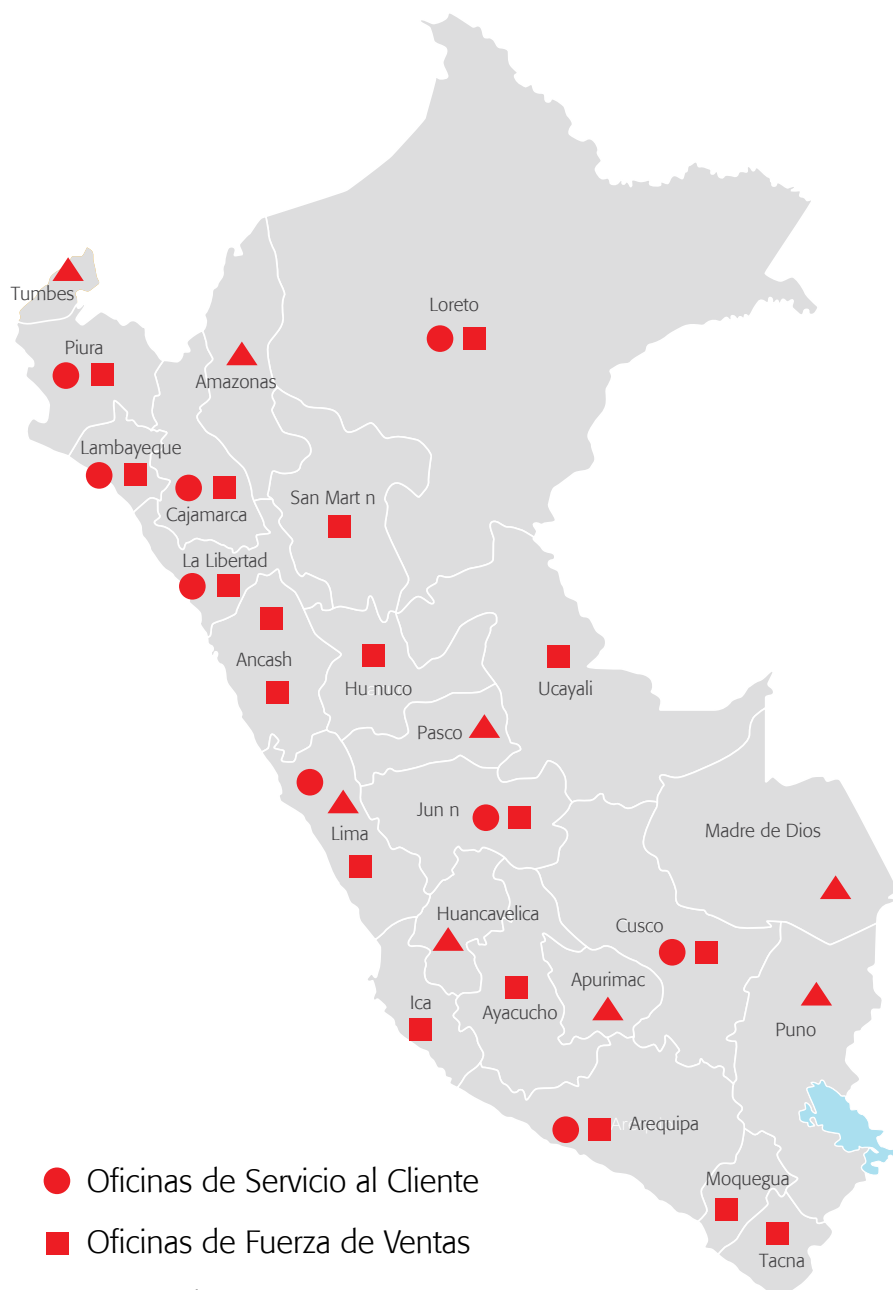 Tumbes
Loreto
Piura
Amazonas
Lambayeque
San Mart n
Cajamarca
La Libertad
Ancash
Hu nuco
Ucayali
Pasco
Jun n
Lima
Madre de Dios
Huancavelica
Cusco
Apurimac
Ica
Ayacucho
Puno
Arequipa
Moquegua
Tacna
Oficinas de Servicio al Cliente
Oficinas de Fuerza de Ventas